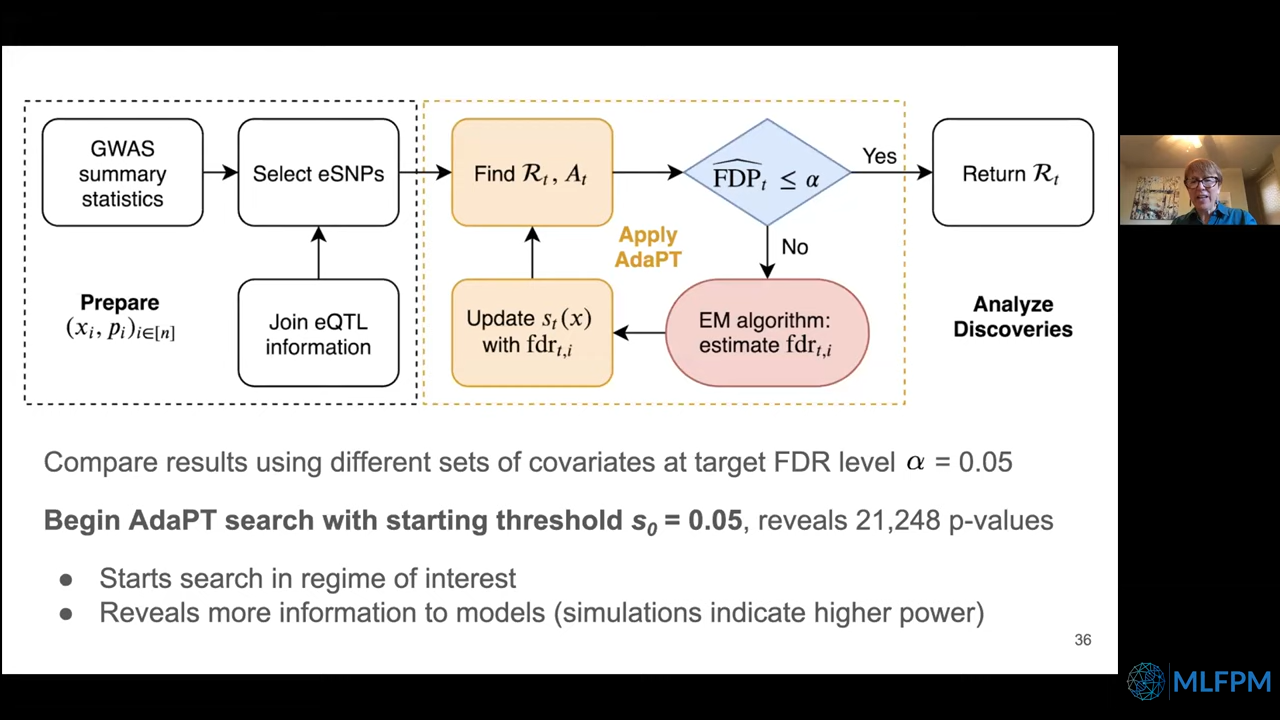 GWAS
summary
statistics
Select eSNPs
Find ℛₜ, Aₜ
F̂DPₜ ≤ α
Yes
Return ℛₜ
Apply
AdaPT
No
Prepare
(xᵢ, pᵢ)ᵢ∈[n]
Join eQTL
information
Update sₜ(x)
with fdrₜ,ᵢ
EM algorithm:
estimate fdrₜ,ᵢ
Analyze
Discoveries
Compare results using different sets of covariates at target FDR level α = 0.05
Begin AdaPT search with starting threshold s₀ = 0.05, reveals 21,248 p-values
● Starts search in regime of interest
● Reveals more information to models (simulations indicate higher power)
36
MLFPM